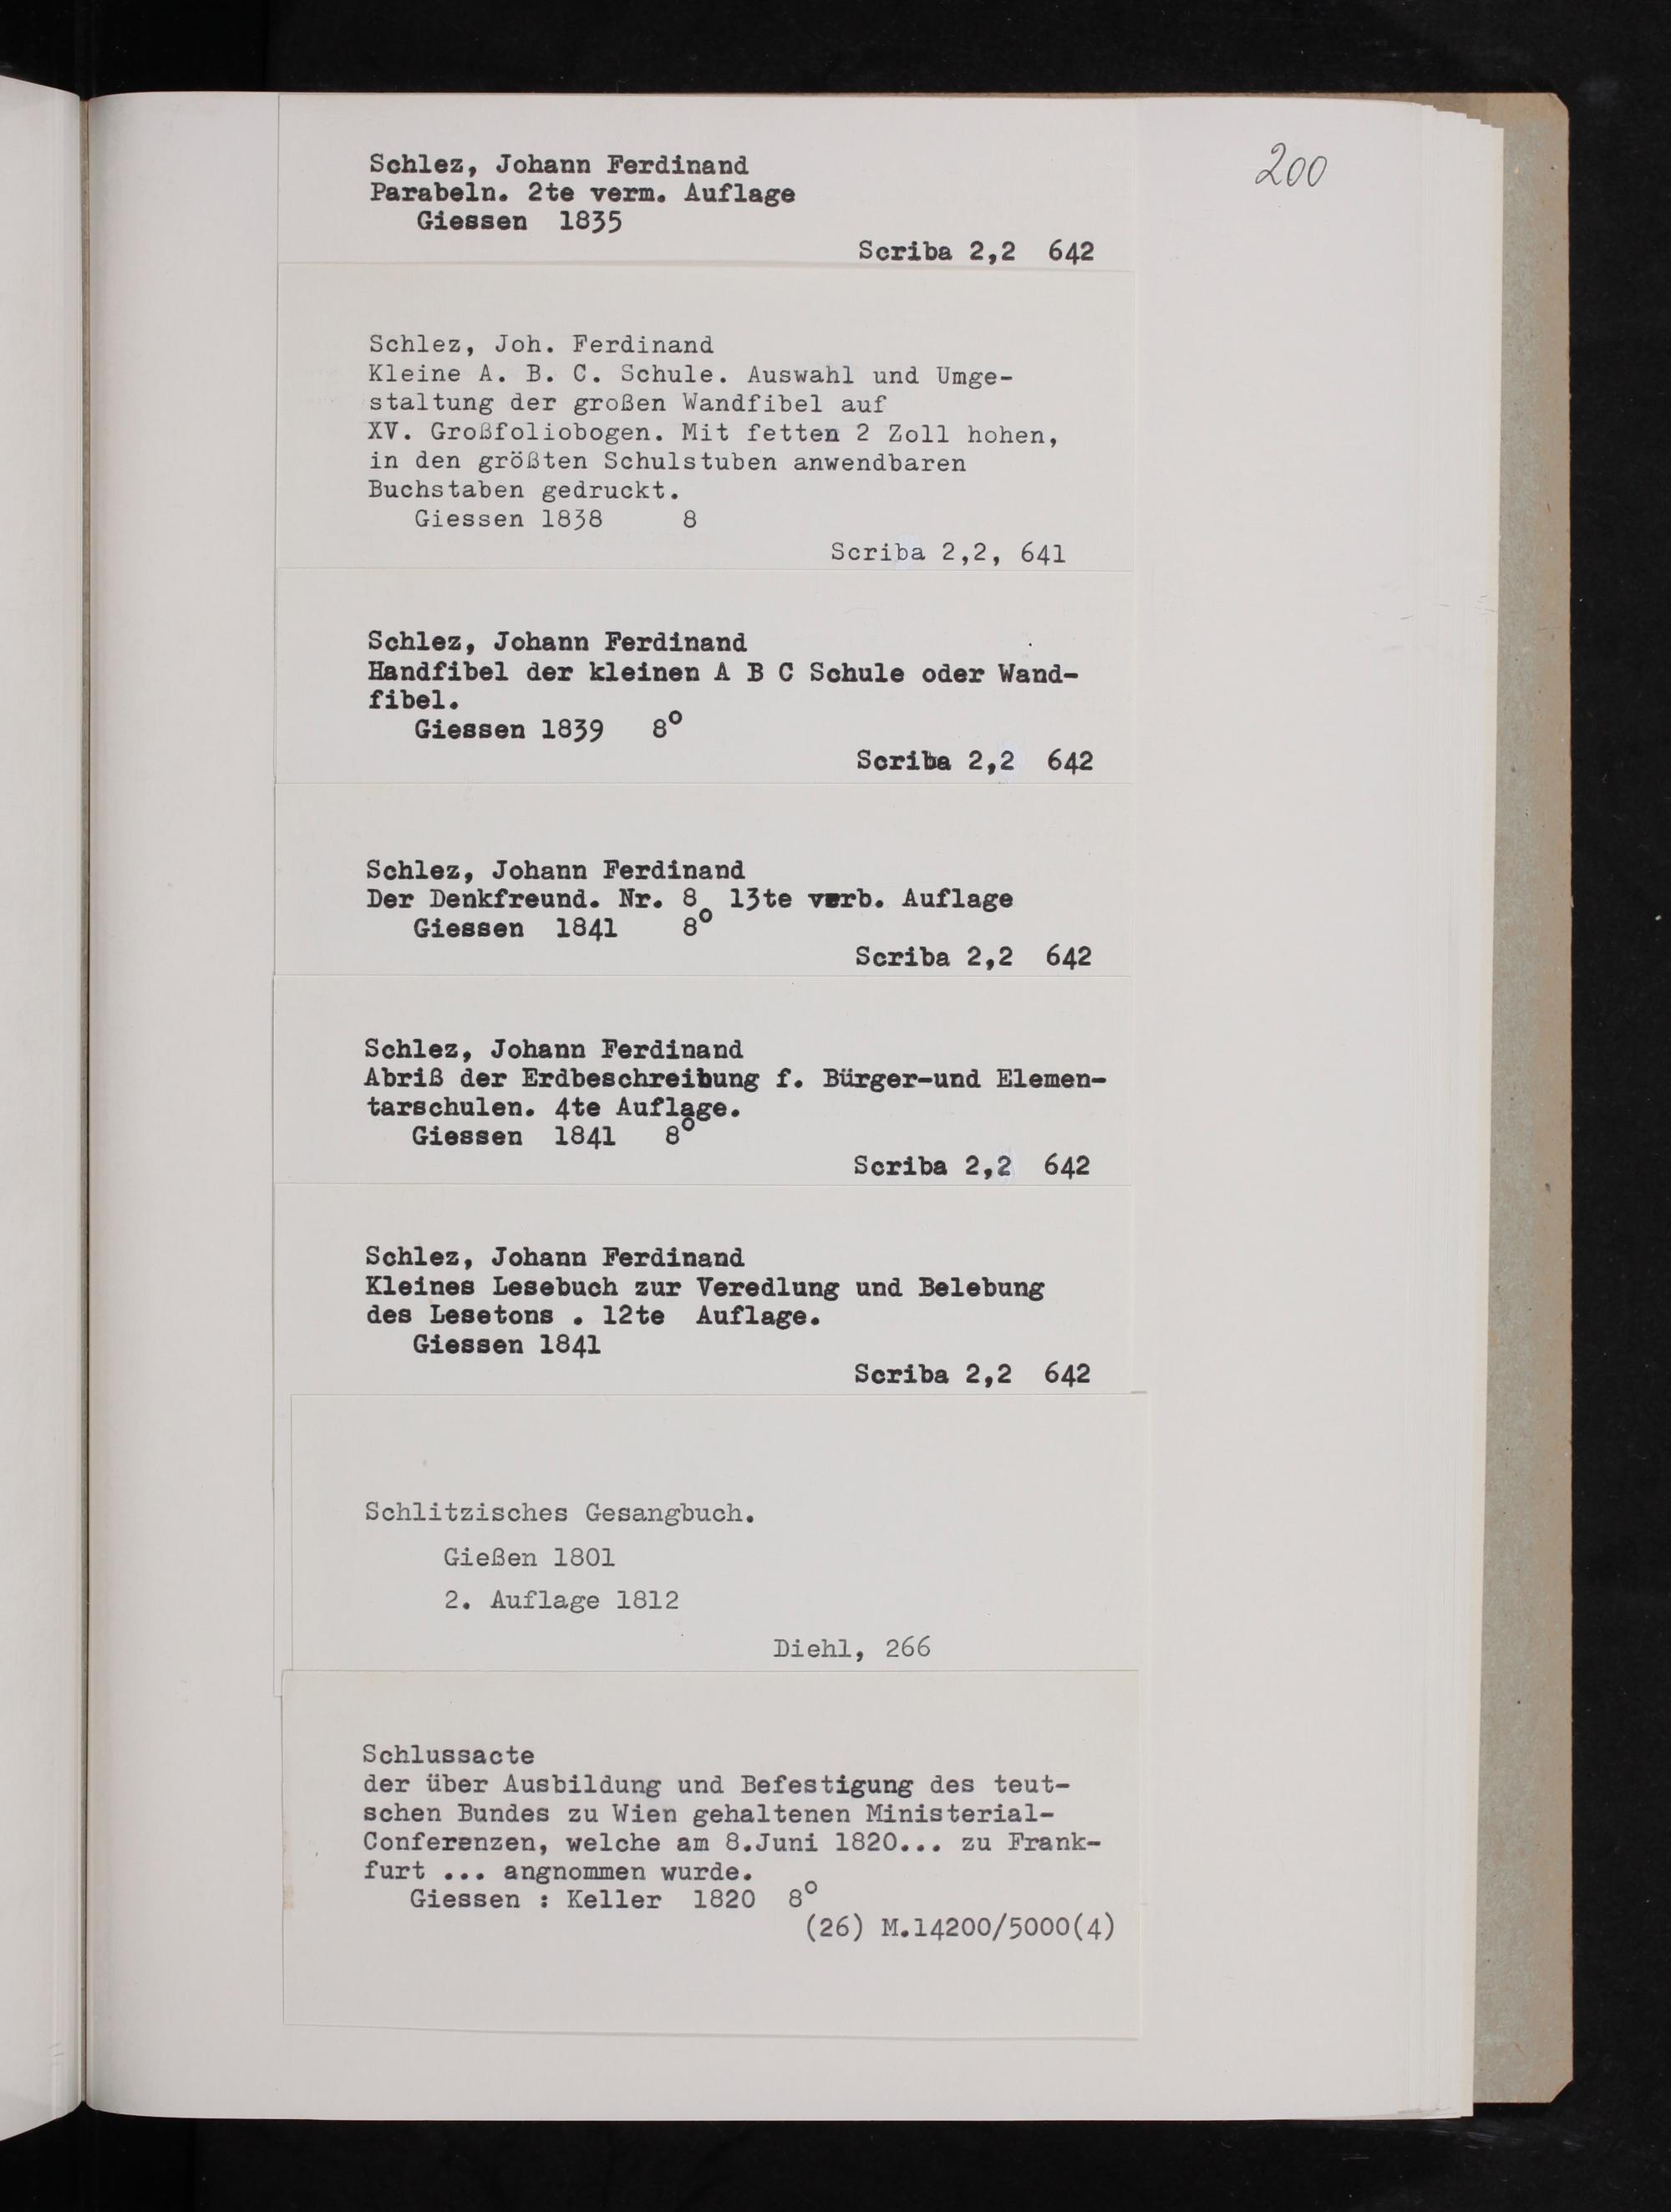 200
Schlez, Johann Ferdinand
Parabeln. 2te verm. Auflage
Giessen 1835
Scriba 2,2 642
Schlez, Joh. Ferdinand
Kleine A. B. C. Schule. Auswahl und Umge-
staltung der großen Wandfibel auf
XV. Großfoliobogen. Mit fetten 2 Zoll hohen,
in den größten Schulstuben anwendbaren
Buchstaben gedruckt.
Giessen 1838 8
Scriba 2,2, 641
Schlez, Johann Ferdinand
Handfibel der kleinen A B C Schule oder Wand-
fibel.
Giessen 1839 8°
Scriba 2,2 642
Schlez, Johann Ferdinand
Der Denkfreund. Nr. 8 13te verb. Auflage
Giessen 1841 8°
Scriba 2,2 642
Schlez, Johann Ferdinand
Abriß der Erdbeschreibung f. Bürger-und Elemen-
tarschulen. 4te Auflage.
Giessen 1841 8°
Scriba 2,2 642
Schlez, Johann Ferdinand
Kleines Lesebuch zur Veredlung und Belebung
des Lesetons . 12te Auflage.
Giessen 1841
Scriba 2,2 642
Schlitzisches Gesangbuch.
Gießen 1801
2. Auflage 1812
Diehl, 266
Schlussacte
der über Ausbildung und Befestigung des teut-
schen Bundes zu Wien gehaltenen Ministerial-
Conferenzen, welche am 8.Juni 1820... zu Frank-
furt ... angnommen wurde.
Giessen : Keller 1820 8°
(26) M.14200/5000(4)